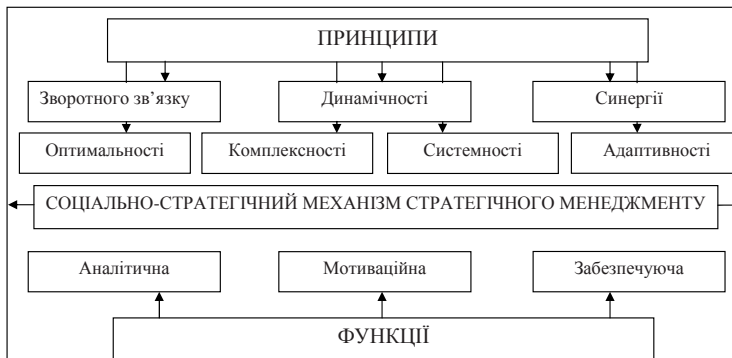 ПРИНЦИПИ
Зворотного зв’язку
Динамічності
Синергії
Оптимальності
Комплексності
Системності
Адаптивності
СОЦІАЛЬНО-СТРАТЕГІЧНИЙ МЕХАНІЗМ СТРАТЕГІЧНОГО МЕНЕДЖМЕНТУ
Аналітична
Мотиваційна
Забезпечуюча
ФУНКЦІЇ